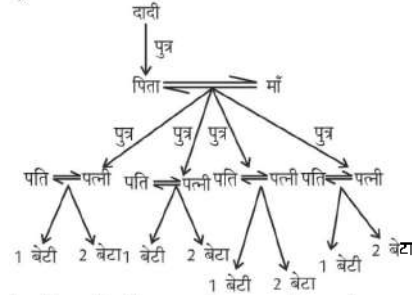 दादी
पुत्र
पिता माँ
पुत्र पुत्र पुत्र पुत्र
पति पत्नी पति पत्नी पति पत्नी पति पत्नी
1 बेटी 2 बेटा 1 बेटी 2 बेटा 1 बेटी 2 बेटा 1 बेटी 2 बेटा